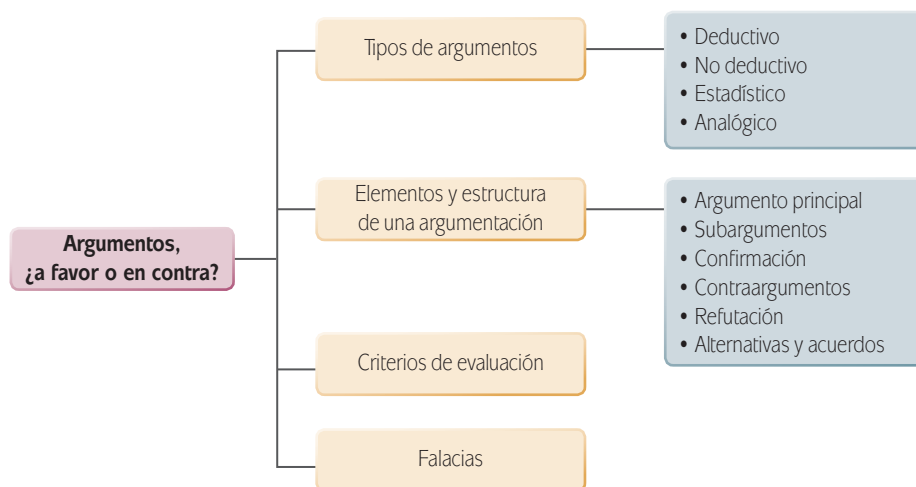 Argumentos,
¿a favor o en contra?
Tipos de argumentos
• Deductivo
• No deductivo
• Estadístico
• Analógico
Elementos y estructura
de una argumentación
• Argumento principal
• Subargumentos
• Confirmación
• Contraargumentos
• Refutación
• Alternativas y acuerdos
Criterios de evaluación
Falacias